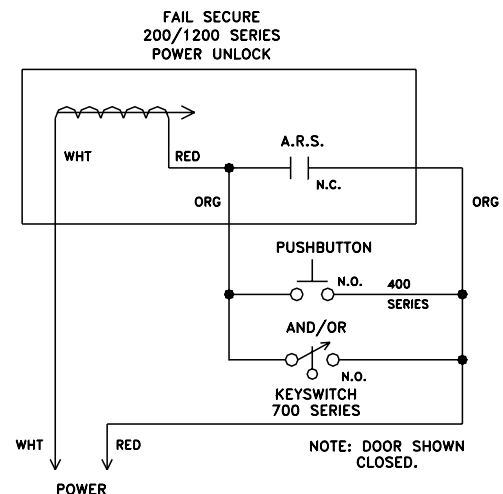 FAIL SECURE
200/1200 SERIES
POWER UNLOCK
A.R.S.
WHT
RED
N.C.
ORG
ORG
PUSHBUTTON
N.O.
400
SERIES
AND/OR
N.O.
KEYSWITCH
700 SERIES
WHT
RED
NOTE: DOOR SHOWN
CLOSED.
POWER